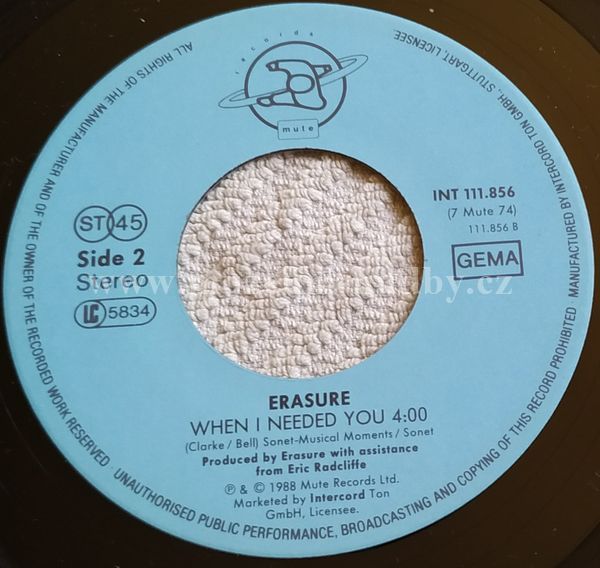 records
mute
INT 111.856
(7 Mute 74)
111.856 B
GEMA
ST 45
Side 2
Stereo
LC 5834
ERASURE
WHEN I NEEDED YOU 4:00
(Clarke / Bell) Sonet-Musical Moments / Sonet
Produced by Erasure with assistance
from Eric Radcliffe
℗ & © 1988 Mute Records Ltd.
Marketed by Intercord Ton
GmbH, Licensee.
ALL RIGHTS OF THE MANUFACTURER AND OF THE OWNER OF THE RECORDED WORK RESERVED UNAUTHORISED PUBLIC PERFORMANCE, BROADCASTING AND COPYING OF THIS RECORD PROHIBITED MANUFACTURED BY INTERCORD TON GMBH, STUTTGART, LICENSEE.